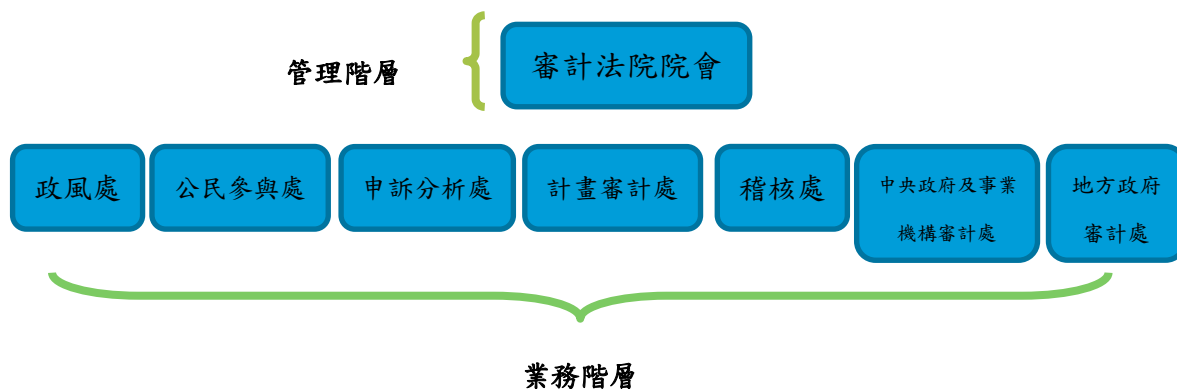 管理階層
審計法院院會
政風處
公民參與處
申訴分析處
計畫審計處
稽核處
中央政府及事業
機構審計處
地方政府
審計處
業務階層